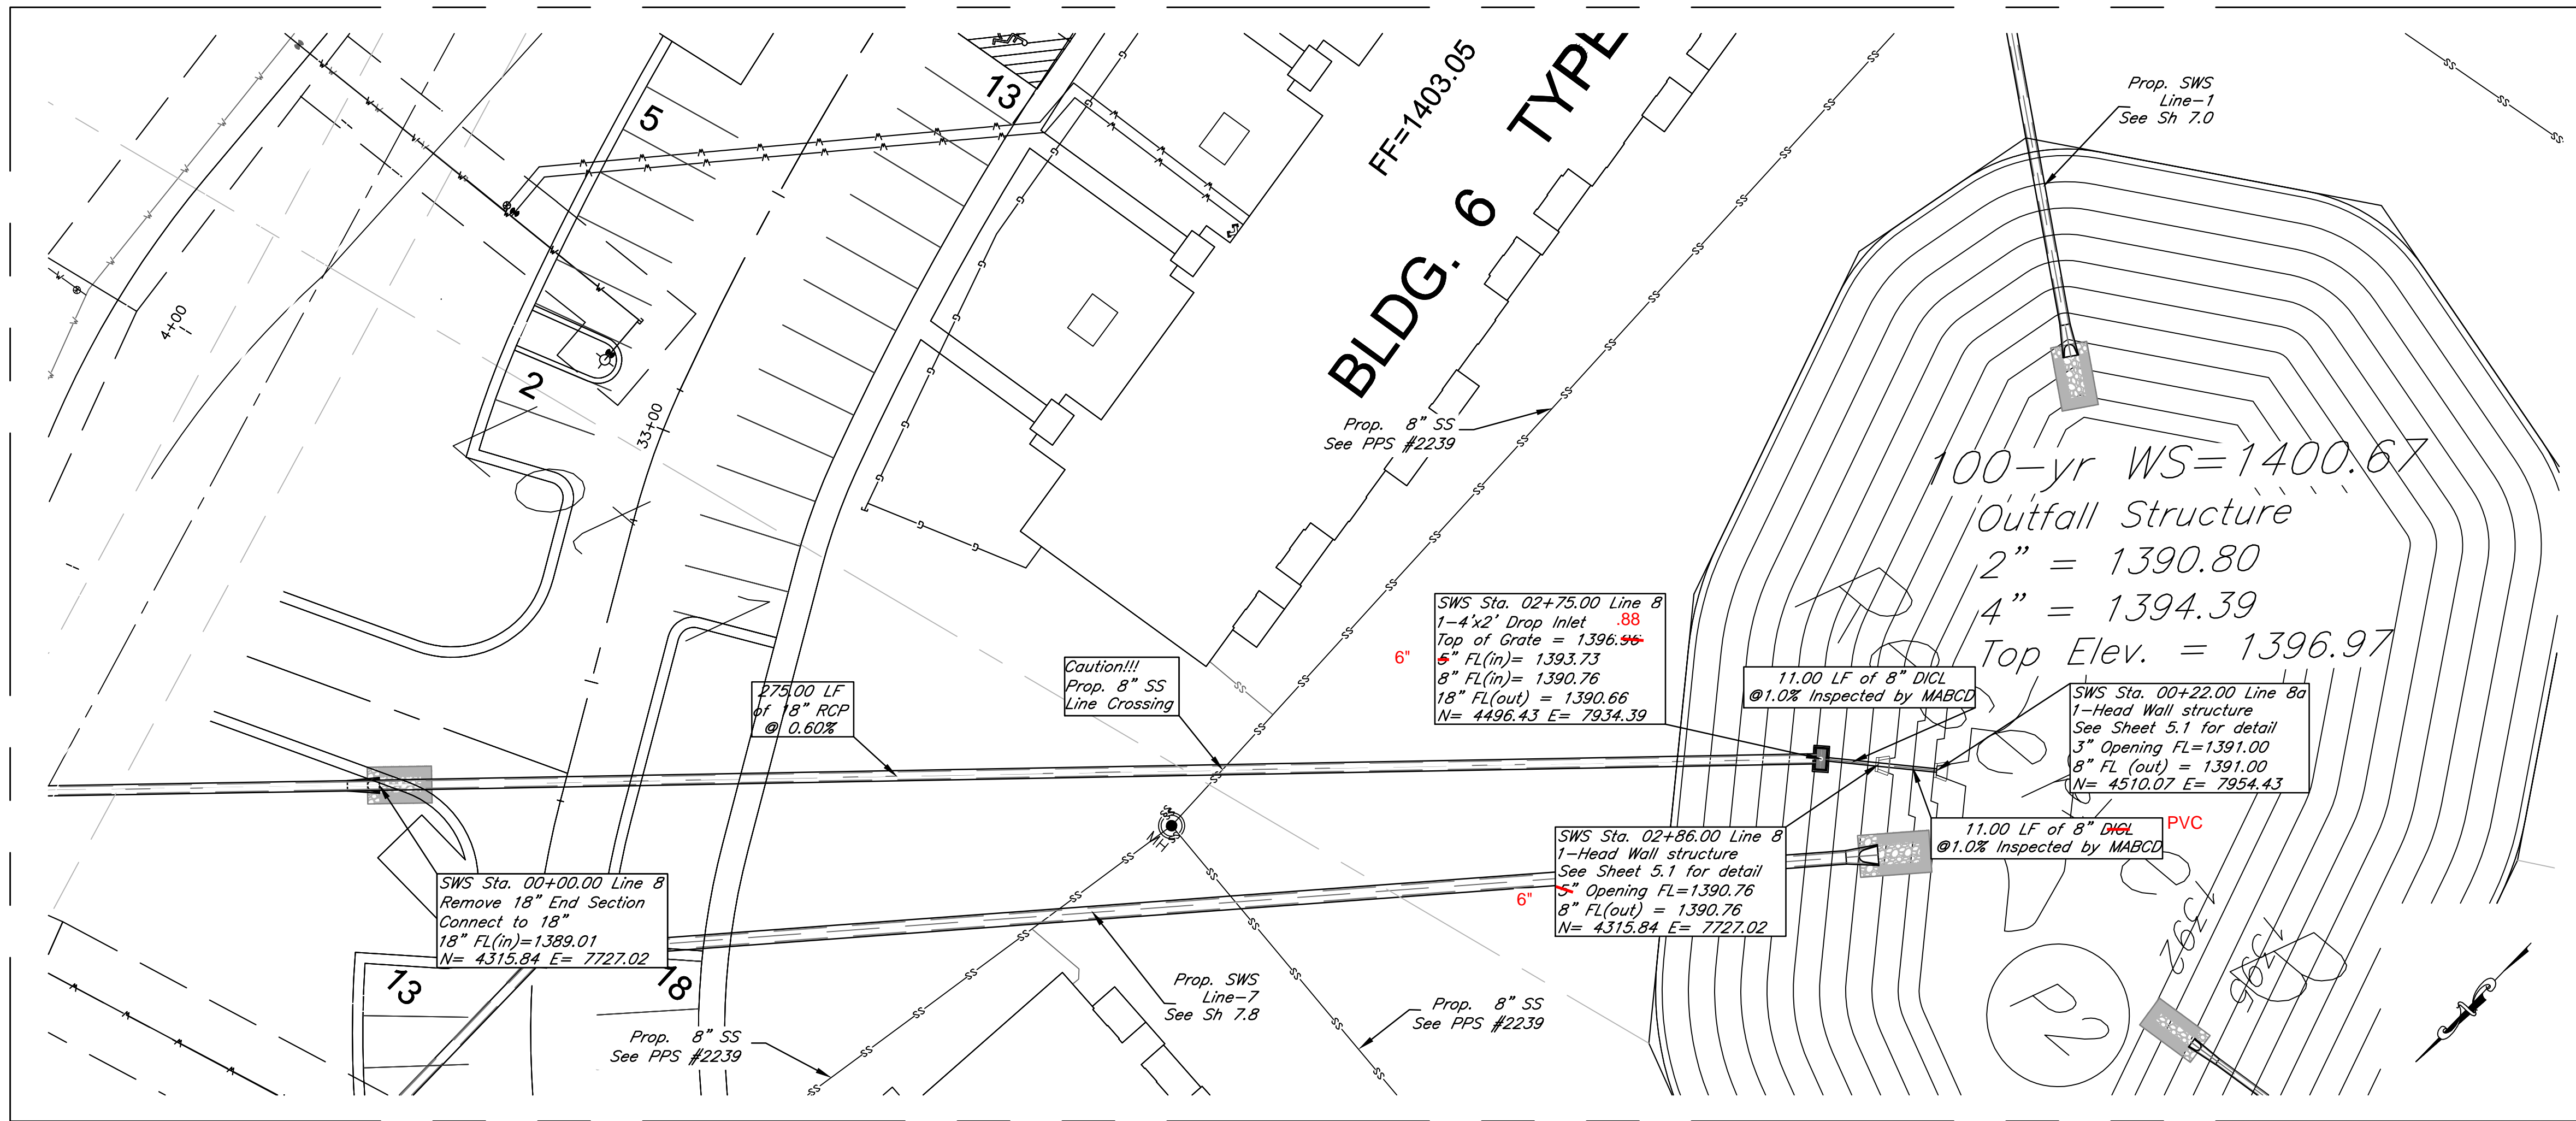 13
5
2
4+00
33+00
FF=1403.05
BLDG. 6 TYPE
Prop. SWS
Line-1
See Sh 7.0
Prop. 8" SS
See PPS #2239
100-yr WS=1400.67
Outfall Structure
2" = 1390.80
4" = 1394.39
Top Elev. = 1396.97
SWS Sta. 02+75.00 Line 8
1-4'x2' Drop Inlet
.88
Top of Grate = 1396.96
6"
5" FL(in)= 1393.73
8" FL(in)= 1390.76
18" FL(out) = 1390.66
N= 4496.43 E= 7934.39
Caution!!!
Prop. 8" SS
Line Crossing
275.00 LF
of 18" RCP
@ 0.60%
11.00 LF of 8" DICL
@1.0% Inspected by MABCD
SWS Sta. 00+22.00 Line 8a
1-Head Wall structure
See Sheet 5.1 for detail
3" Opening FL=1391.00
8" FL (out) = 1391.00
N= 4510.07 E= 7954.43
11.00 LF of 8" DICL
PVC
@1.0% Inspected by MABCD
SWS Sta. 02+86.00 Line 8
1-Head Wall structure
See Sheet 5.1 for detail
6"
5" Opening FL=1390.76
8" FL(out) = 1390.76
N= 4315.84 E= 7727.02
SWS Sta. 00+00.00 Line 8
Remove 18" End Section
Connect to 18"
18" FL(in)=1389.01
N= 4315.84 E= 7727.02
MH
13
18
Prop. SWS
Line-7
See Sh 7.8
Prop. 8" SS
See PPS #2239
Prop. 8" SS
See PPS #2239
1392
1396
P2